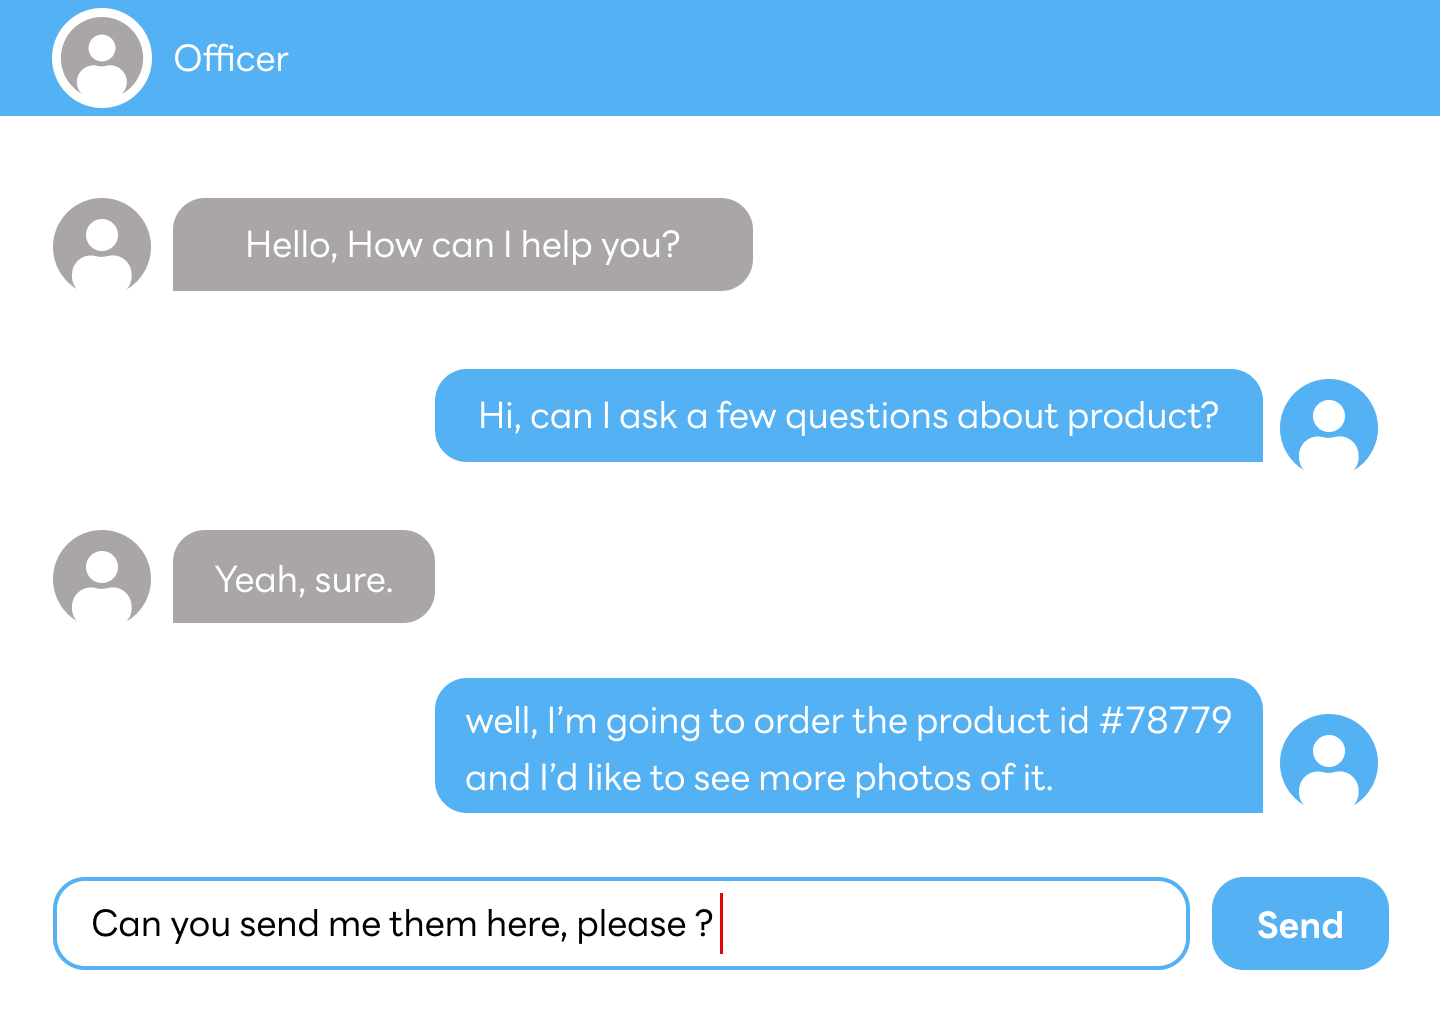 Officer
Hello, How can I help you?
Hi, can I ask a few questions about product?
Yeah, sure.
well, I’m going to order the product id #78779
and I’d like to see more photos of it.
Can you send me them here, please ?
Send